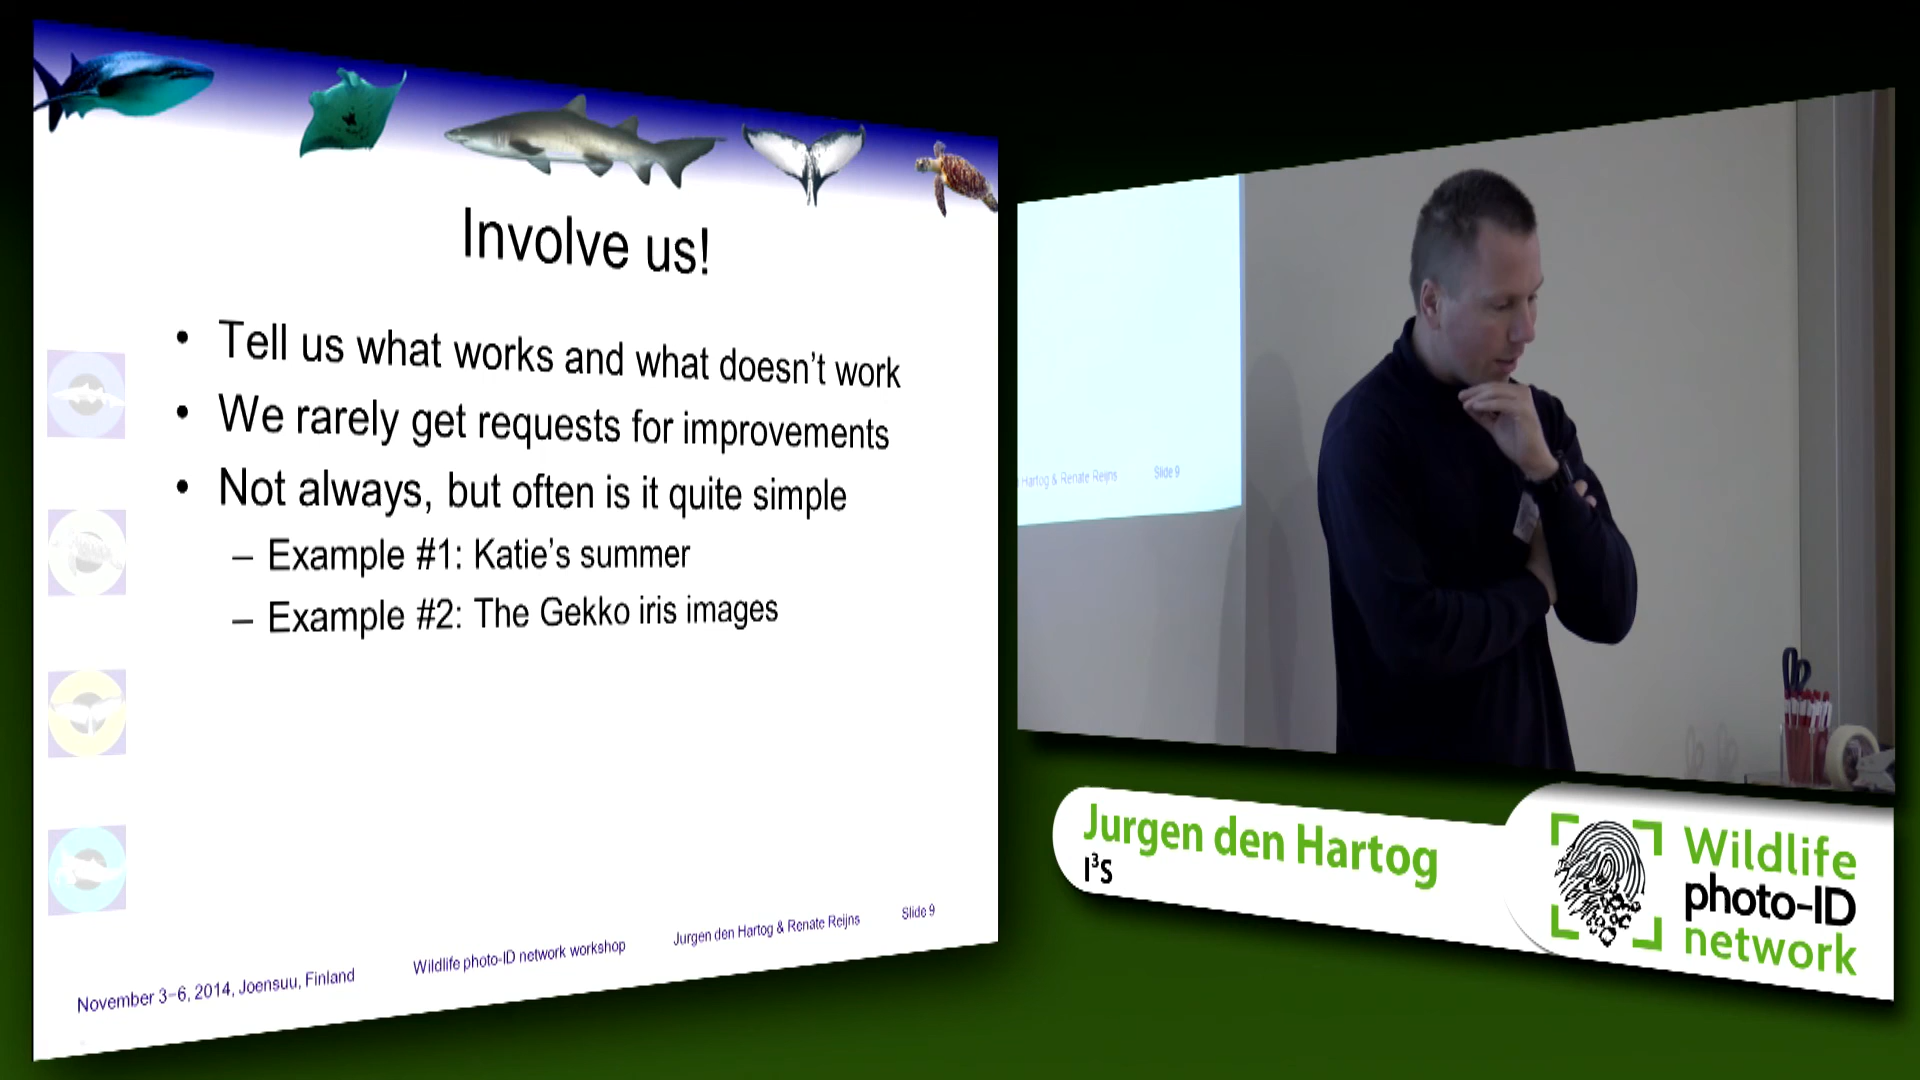 Involve us!
• Tell us what works and what doesn't work
• We rarely get requests for improvements
• Not always, but often is it quite simple
– Example #1: Katie's summer
– Example #2: The Gekko iris images
November 3-6, 2014, Joensuu, Finland
Wildlife photo-ID network workshop
Jurgen den Hartog & Renate Reijns
Slide 9
Hartog & Renate Reijns
Slide 9
Jurgen den Hartog
I³S
Wildlife
photo-ID
network